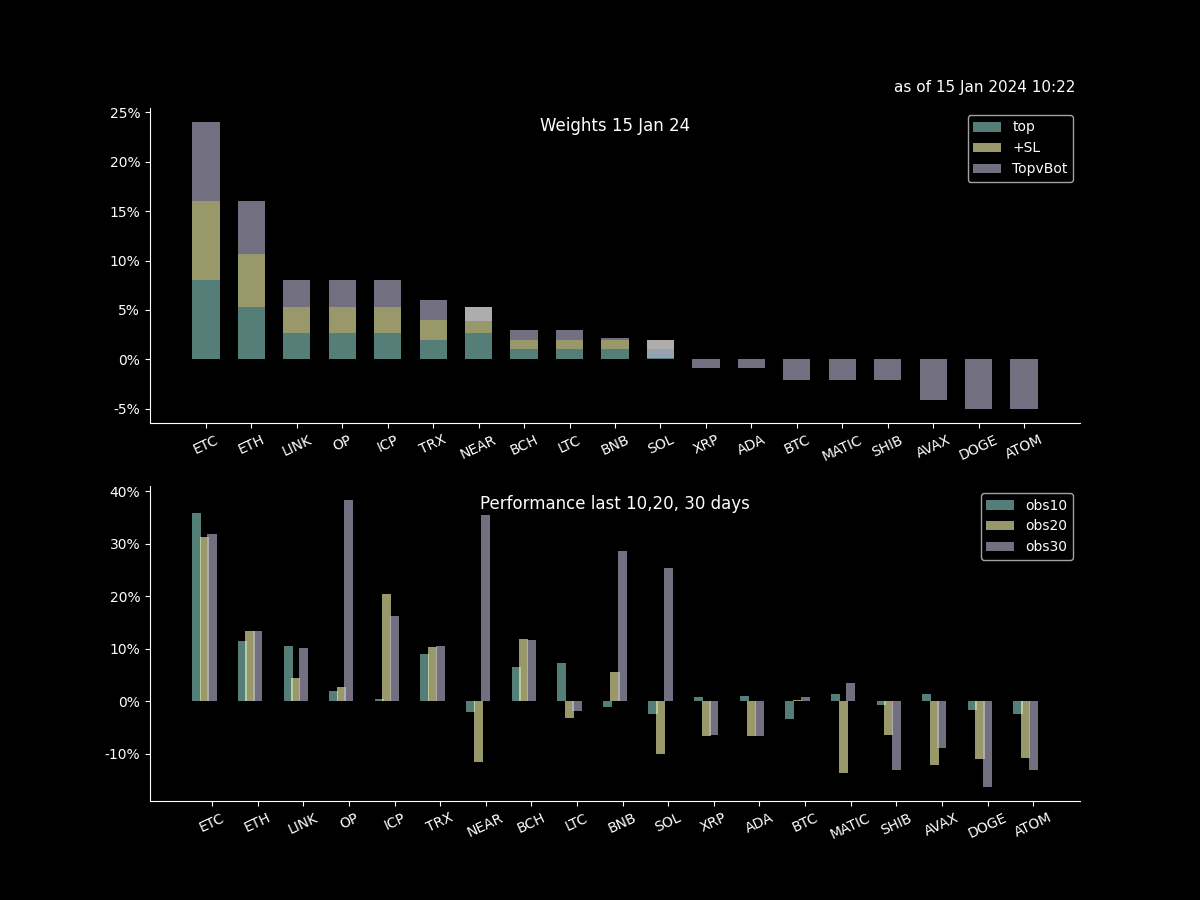 as of 15 Jan 2024 10:22
Weights 15 Jan 24
top
+SL
TopvBot
25%
20%
15%
10%
5%
0%
-5%
ETC ETH LINK OP ICP TRX NEAR BCH LTC BNB SOL XRP ADA BTC MATIC SHIB AVAX DOGE ATOM
Performance last 10,20, 30 days
obs10
obs20
obs30
40%
30%
20%
10%
0%
-10%
ETC ETH LINK OP ICP TRX NEAR BCH LTC BNB SOL XRP ADA BTC MATIC SHIB AVAX DOGE ATOM